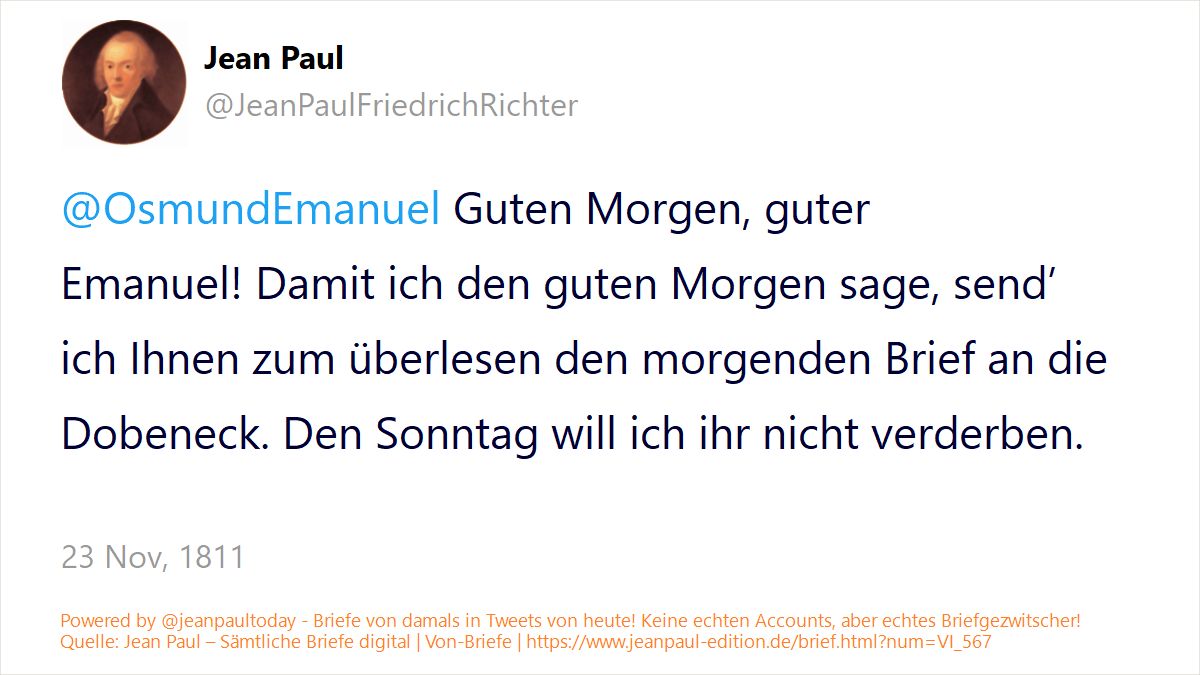 Jean Paul
@JeanPaulFriedrichRichter
@OsmundEmanuel Guten Morgen, guter
Emanuel! Damit ich den guten Morgen sage, send’
ich Ihnen zum überlesen den morgenden Brief an die
Dobeneck. Den Sonntag will ich ihr nicht verderben.
23 Nov, 1811
Powered by @jeanpaultoday - Briefe von damals in Tweets von heute! Keine echten Accounts, aber echtes Briefgezwitscher!
Quelle: Jean Paul – Sämtliche Briefe digital | Von-Briefe | https://www.jeanpaul-edition.de/brief.html?num=VI_567